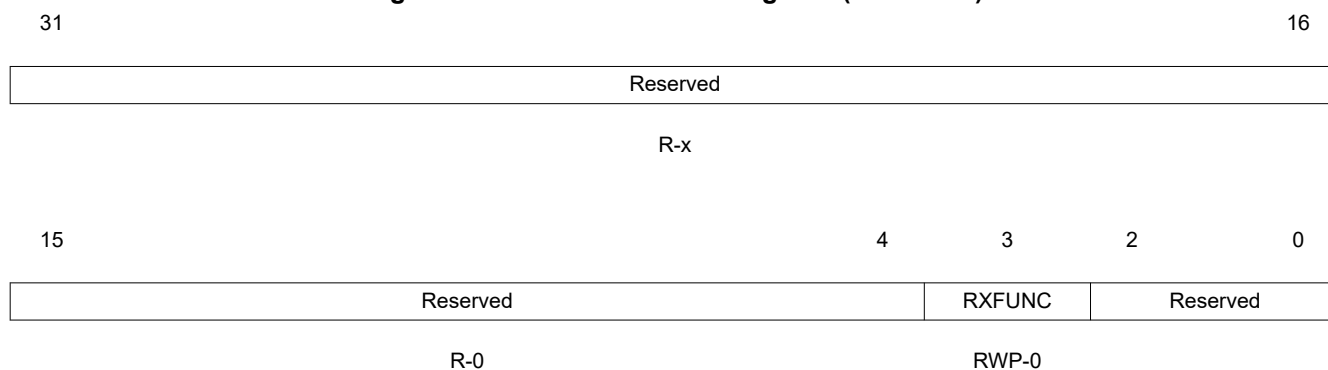 31 16
Reserved
R-x
15 4 3 2 0
Reserved RXFUNC Reserved
R-0 RWP-0